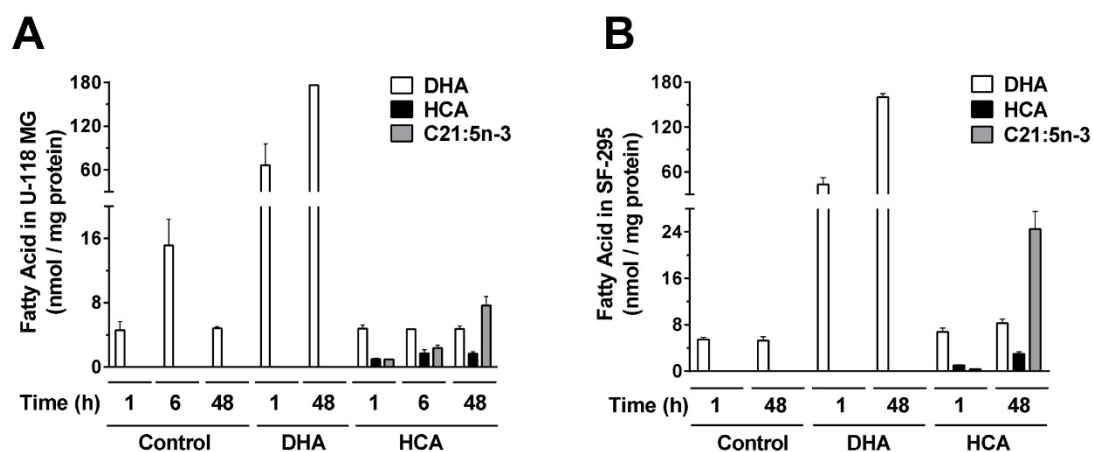 A
Fatty Acid in U-118 MG
(nmol / mg protein)
180
120
60
16
8
0
DHA
HCA
C21:5n-3
Time (h) 1 6 48 1 48 1 6 48
Control DHA HCA
B
Fatty Acid in SF-295
(nmol / mg protein)
180
150
120
90
60
30
24
16
8
0
DHA
HCA
C21:5n-3
Time (h) 1 48 1 48 1 48
Control DHA HCA